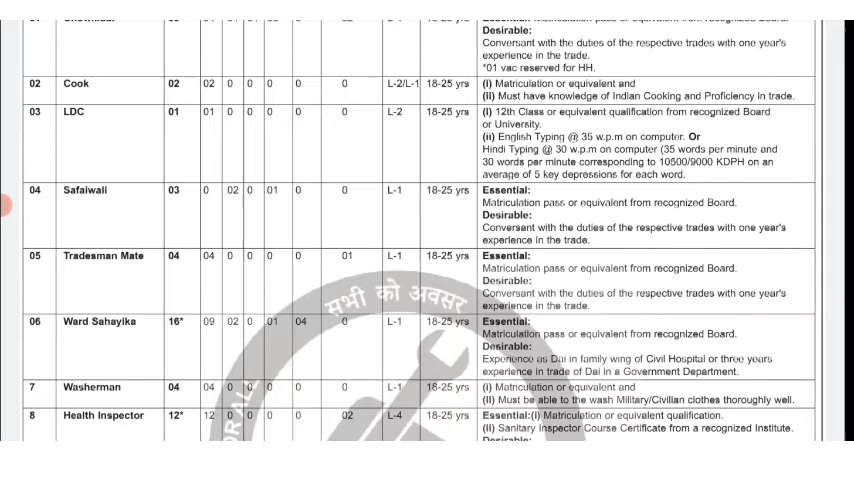 Desirable:
Conversant with the duties of the respective trades with one year's
experience in the trade.
*01 vac reserved for HH.
02 Cook 02 02 0 0 0 0 L-2/L-1 18-25 yrs (i) Matriculation or equivalent and
(ii) Must have knowledge of Indian Cooking and Proficiency in trade.
03 LDC 01 01 0 0 0 0 L-2 18-25 yrs (i) 12th Class or equivalent qualification from recognized Board
or University.
(ii) English Typing @ 35 w.p.m on computer. Or
Hindi Typing @ 30 w.p.m on computer (35 words per minute and
30 words per minute corresponding to 10500/9000 KDPH on an
average of 5 key depressions for each word.
04 Safaiwali 03 0 02 0 01 0 0 L-1 18-25 yrs Essential:
Matriculation pass or equivalent from recognized Board.
Desirable:
Conversant with the duties of the respective trades with one year's
experience in the trade.
05 Tradesman Mate 04 04 0 0 0 0 01 L-1 18-25 yrs Essential:
Matriculation pass or equivalent from recognized Board.
Desirable:
Conversant with the duties of the respective trades with one year's
experience in the trade.
सभी को अवसर
06 Ward Sahayika 16* 09 02 0 01 04 0 L-1 18-25 yrs Essential:
Matriculation pass or equivalent from recognized Board.
Desirable:
Experience as Dai in family wing of Civil Hospital or three years
experience in trade of Dai in a Government Department.
7 Washerman 04 04 0 0 0 0 0 L-1 18-25 yrs (i) Matriculation or equivalent and
(II) Must be able to the wash Military/Civilian clothes thoroughly well.
8 Health Inspector 12* 12 0 0 0 0 02 L-4 18-25 yrs Essential:(i) Matriculation or equivalent qualification.
(ii) Sanitary Inspector Course Certificate from a recognized Institute.
OR ALL